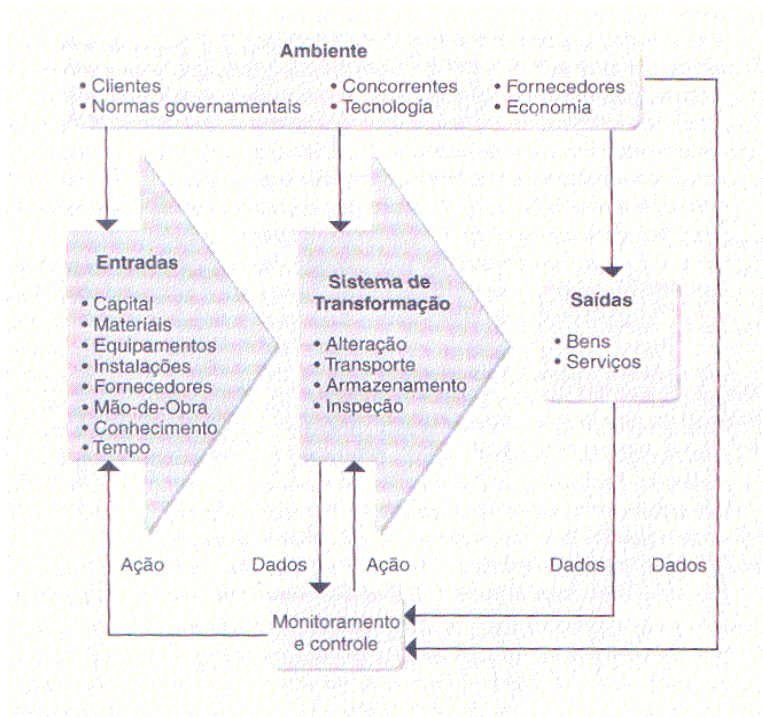 Ambiente
• Clientes
• Normas governamentais
• Concorrentes
• Tecnologia
• Fornecedores
• Economia
Entradas
• Capital
• Materiais
• Equipamentos
• Instalações
• Fornecedores
• Mão-de-Obra
• Conhecimento
• Tempo
Sistema de
Transformação
• Alteração
• Transporte
• Armazenamento
• Inspeção
Saídas
• Bens
• Serviços
Ação
Dados
Ação
Dados
Dados
Monitoramento
e controle